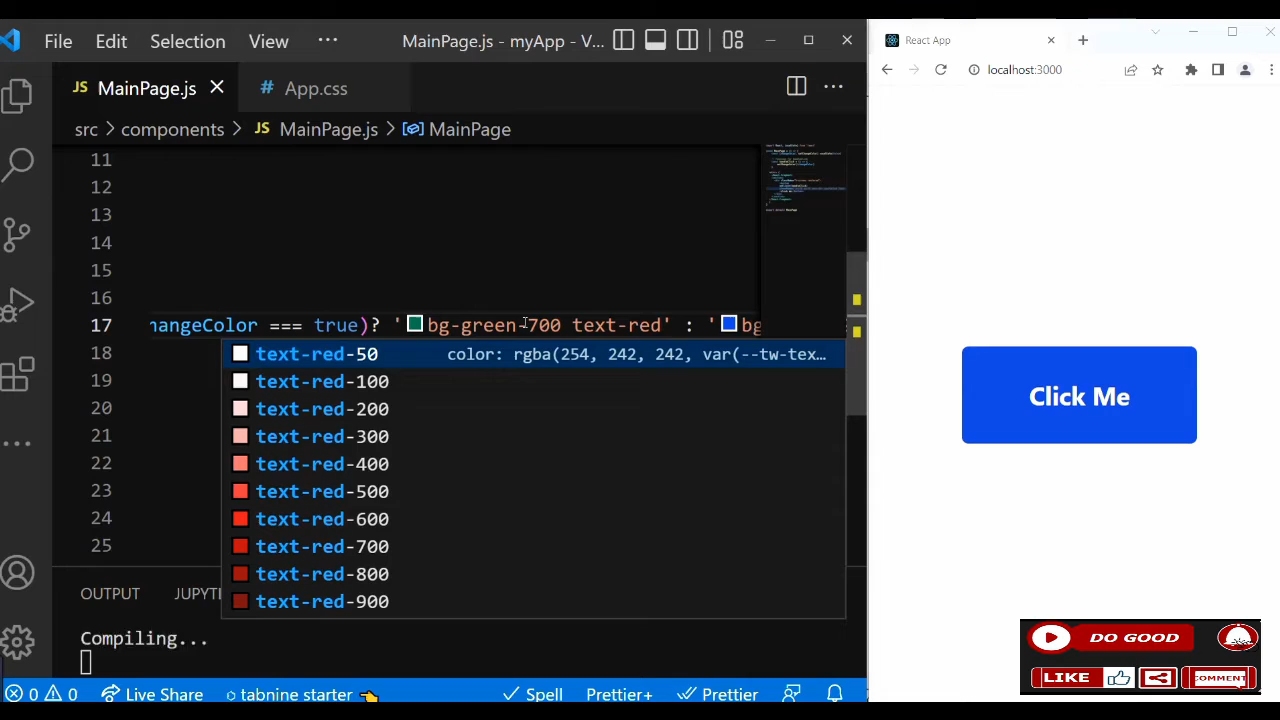 File Edit Selection View ··· MainPage.js - myApp - V...
JS MainPage.js # App.css
src > components > JS MainPage.js > MainPage
11
12
13
14
15
16
17 hangeColor === true)? 'bg-green-700 text-red' : 'bg
text-red-50 color: rgba(254, 242, 242, var(--tw-tex…
18
text-red-100
19
text-red-200
20
text-red-300
21
text-red-400
22
text-red-500
23
text-red-600
24
text-red-700
25
text-red-800
text-red-900
OUTPUT JUPYTE
Compiling...
0 0 Live Share tabnine starter Spell Prettier+ Prettier
React App
localhost:3000
Click Me
DO GOOD
LIKE COMMENT